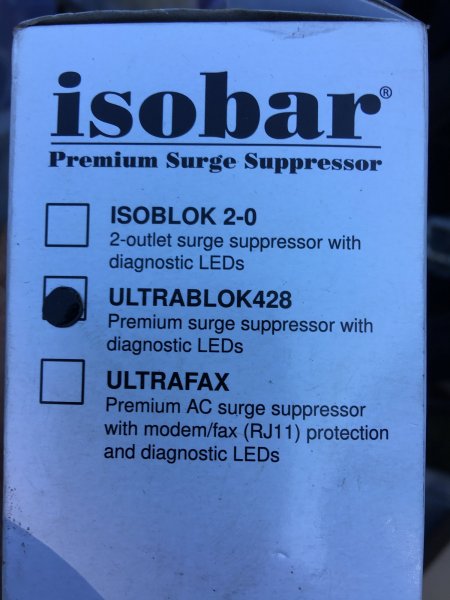 isobar®
Premium Surge Suppressor
ISOBLOK 2-0
2-outlet surge suppressor with
diagnostic LEDs
ULTRABLOK428
Premium surge suppressor with
diagnostic LEDs
ULTRAFAX
Premium AC surge suppressor
with modem/fax (RJ11) protection
and diagnostic LEDs